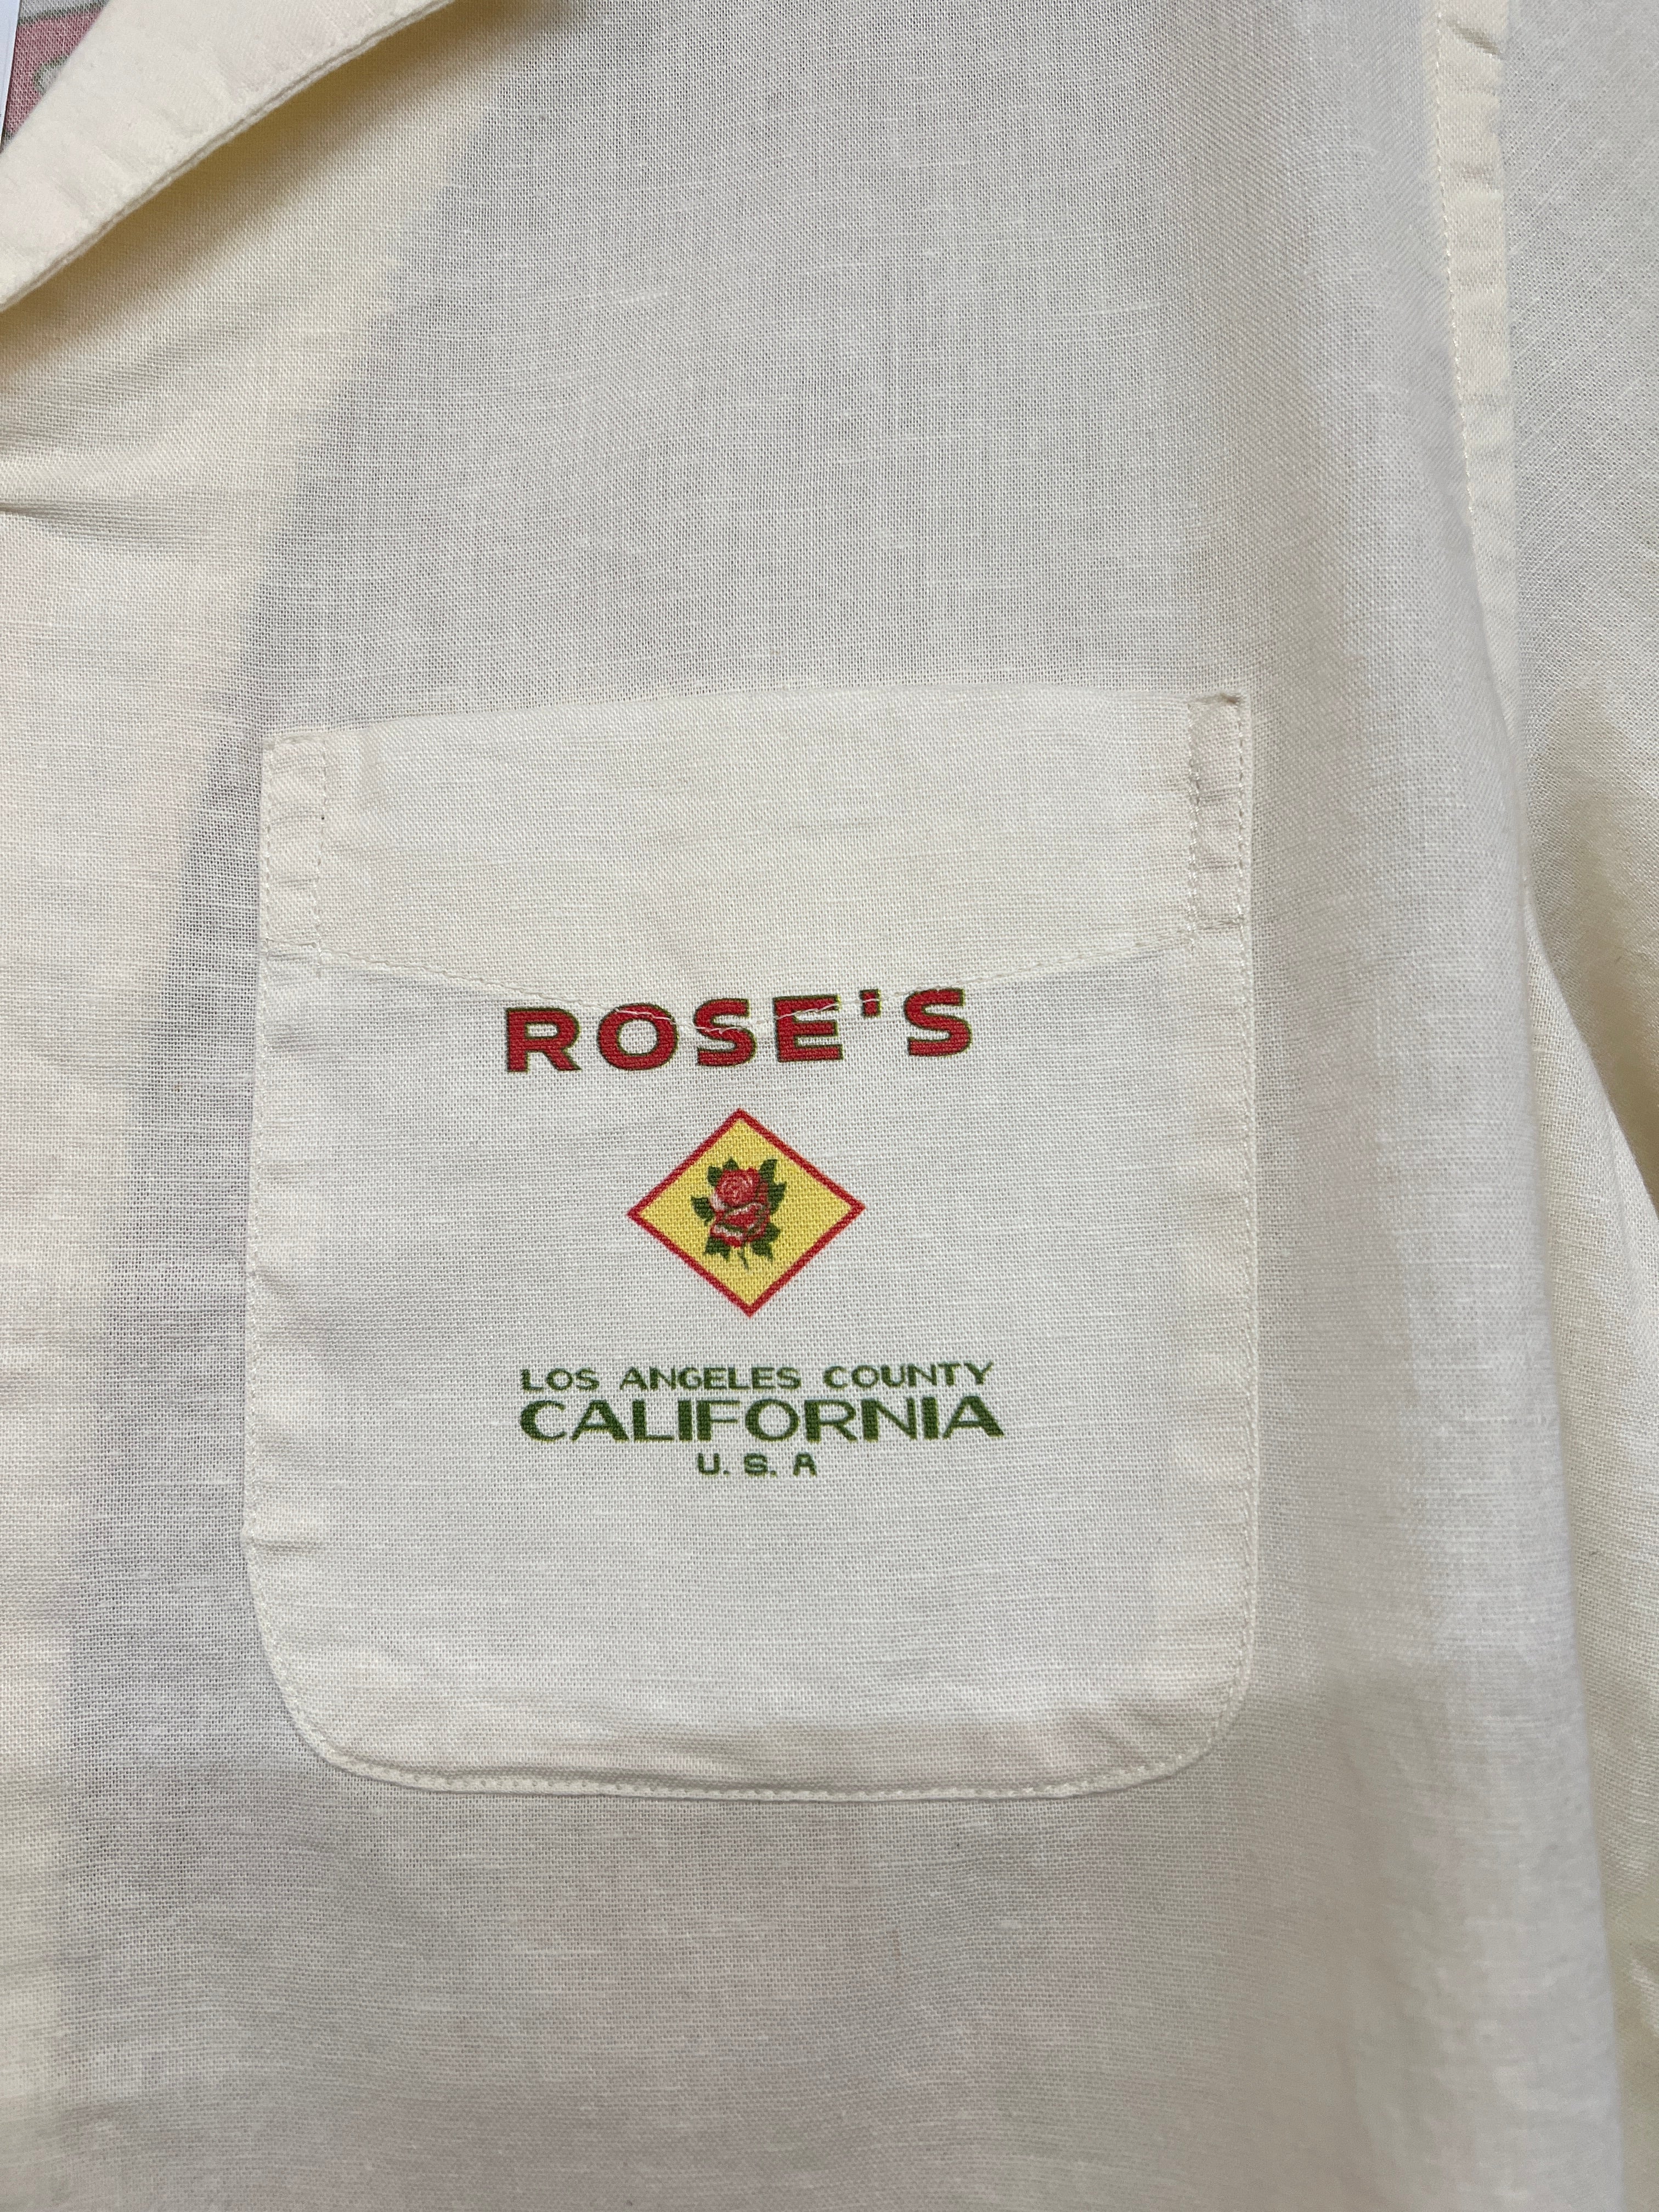 ROSE'S
LOS ANGELES COUNTY
CALIFORNIA
U. S. A